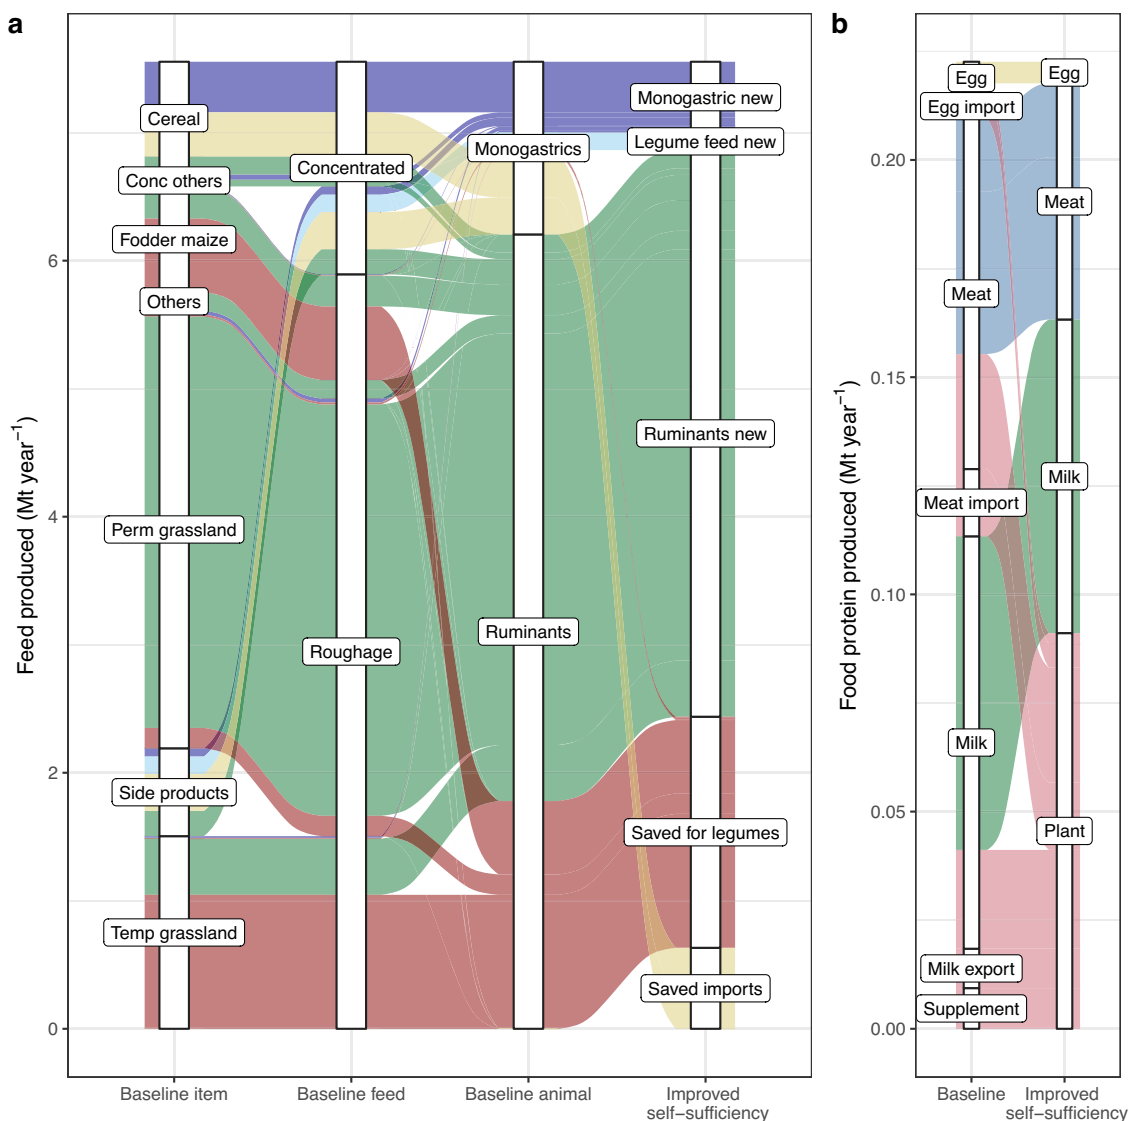 a
Feed produced (Mt year−1)
6
4
2
0
Cereal
Conc others
Fodder maize
Others
Perm grassland
Side products
Temp grassland
Concentrated
Roughage
Monogastrics
Ruminants
Monogastric new
Legume feed new
Ruminants new
Saved for legumes
Saved imports
Baseline item
Baseline feed
Baseline animal
Improved
self−sufficiency
b
Food protein produced (Mt year−1)
0.20
0.15
0.10
0.05
0.00
Egg
Egg import
Meat
Meat import
Milk
Milk export
Supplement
Egg
Meat
Milk
Plant
Baseline
Improved
self−sufficiency